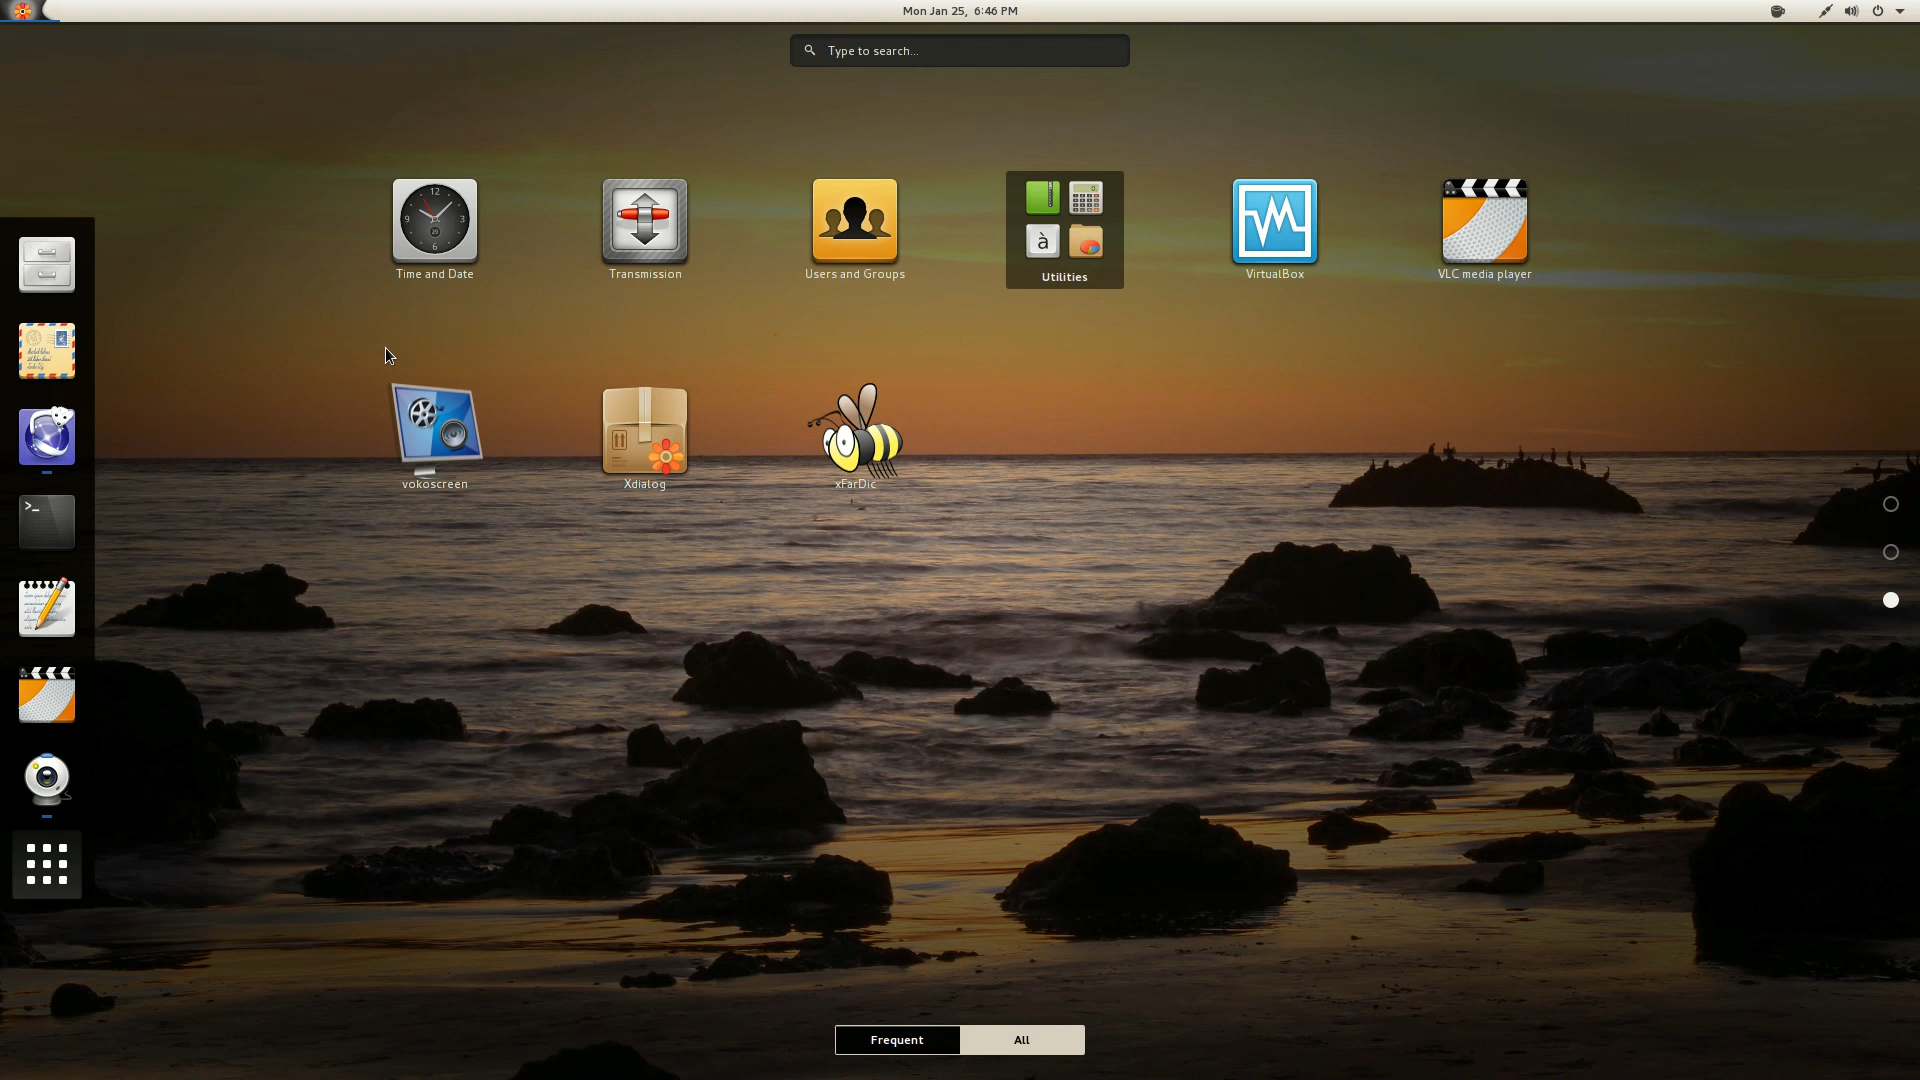 Mon Jan 25, 6:46 PM
Type to search...
Time and Date
Transmission
Users and Groups
Utilities
VirtualBox
VLC media player
vokoscreen
Xdialog
xFarDic
Frequent
All